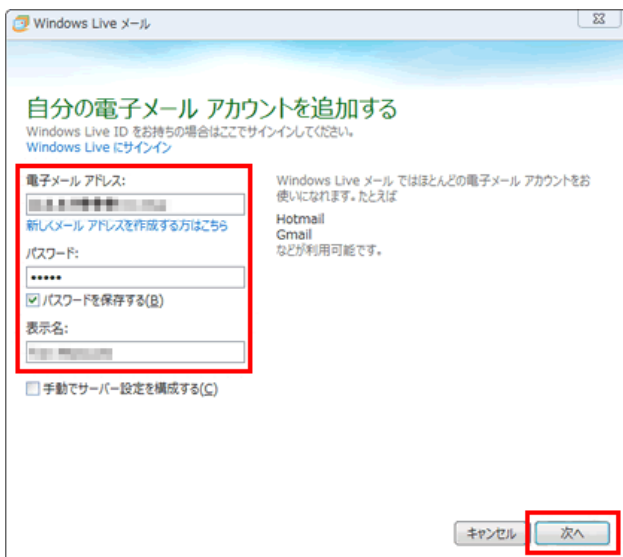 Windows Live メール
自分の電子メール アカウントを追加する
Windows Live ID をお持ちの場合はここでサインインしてください。
Windows Live にサインイン
電子メール アドレス:
新しくメール アドレスを作成する方はこちら
パスワード:
•••••
パスワードを保存する(B)
表示名:
手動でサーバー設定を構成する(C)
Windows Live メール ではほとんどの電子メール アカウントをお
使いになれます。たとえば
Hotmail
Gmail
などが利用可能です。
キャンセル
次へ